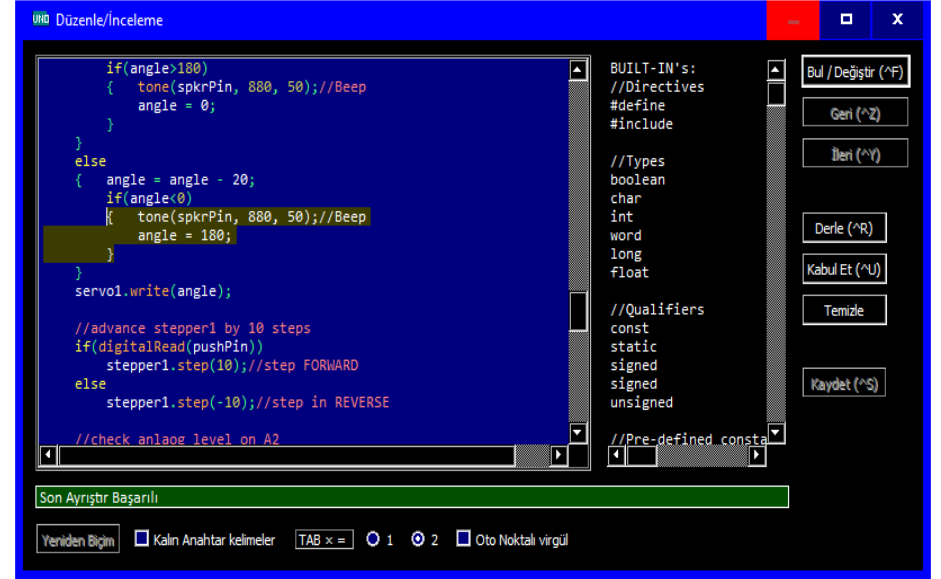 UNO Düzenle/İnceleme
if(angle>180)
{   tone(spkrPin, 880, 50);//Beep
angle = 0;
}
}
else
{   angle = angle - 20;
if(angle<0)
{   tone(spkrPin, 880, 50);//Beep
angle = 180;
}
}
servo1.write(angle);
//advance stepper1 by 10 steps
if(digitalRead(pushPin))
stepper1.step(10);//step FORWARD
else
stepper1.step(-10);//step in REVERSE
//check anlaog level on A2
BUILT-IN's:
//Directives
#define
#include
//Types
boolean
char
int
word
long
float
//Qualifiers
const
static
signed
signed
unsigned
//Pre-defined consta
Bul / Değiştir (^F)
Geri (^Z)
İleri (^Y)
Derle (^R)
Kabul Et (^U)
Temizle
Kaydet (^S)
Son Ayrıştır Başarılı
Yeniden Biçim
Kalın Anahtar kelimeler
TAB × =
1
2
Oto Noktalı virgül